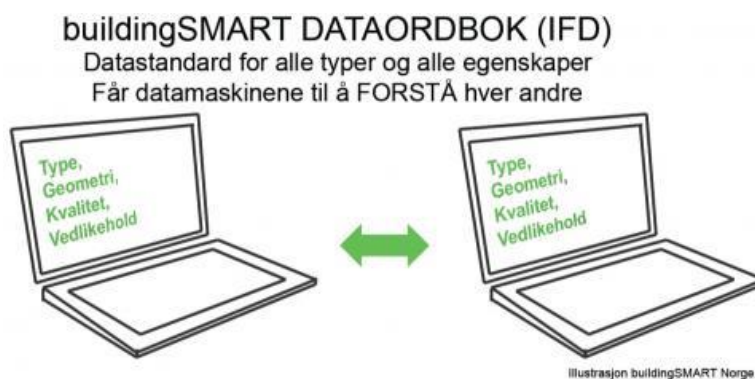 buildingSMART DATAORDBOK (IFD)
Datastandard for alle typer og alle egenskaper
Får datamaskinene til å FORSTÅ hver andre
Type,
Geometri,
Kvalitet,
Vedlikehold
Type,
Geometri,
Kvalitet,
Vedlikehold
Illustrasjon buildingSMART Norge